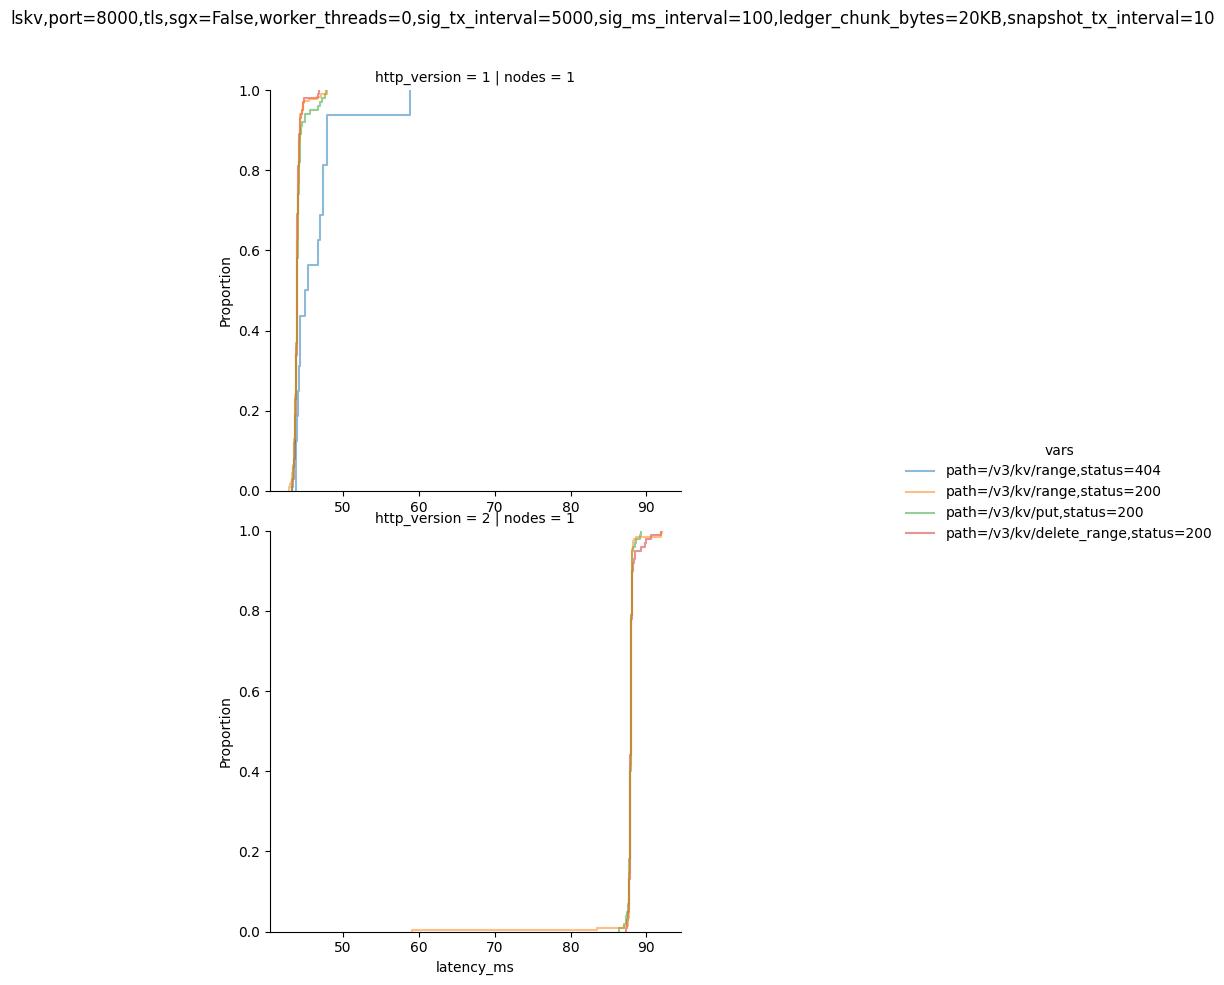 lskv,port=8000,tls,sgx=False,worker_threads=0,sig_tx_interval=5000,sig_ms_interval=100,ledger_chunk_bytes=20KB,snapshot_tx_interval=10
http_version = 1 | nodes = 1
1.0
0.8
0.6
0.4
0.2
0.0
Proportion
50 60 70 80 90
http_version = 2 | nodes = 1
1.0
0.8
0.6
0.4
0.2
0.0
Proportion
50 60 70 80 90
latency_ms
vars
path=/v3/kv/range,status=404
path=/v3/kv/range,status=200
path=/v3/kv/put,status=200
path=/v3/kv/delete_range,status=200